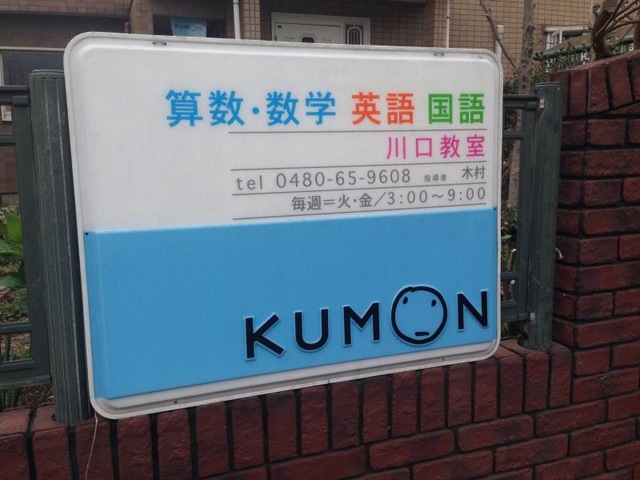 KUMON
算数・数学 英語 国語
川口教室
tel 0480-65-9608 指導者 木村
毎週＝火・金／3:00～9:00
KUMON